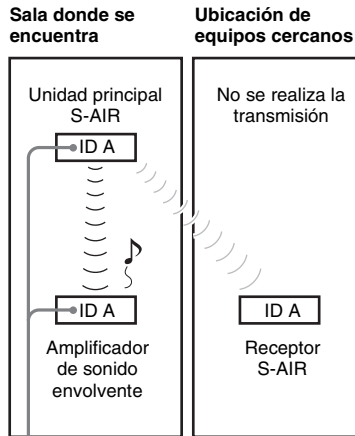 Sala donde se
encuentra
Ubicación de
equipos cercanos
Unidad principal
S-AIR
ID A
ID A
Amplificador
de sonido
envolvente
No se realiza la
transmisión
ID A
Receptor
S-AIR